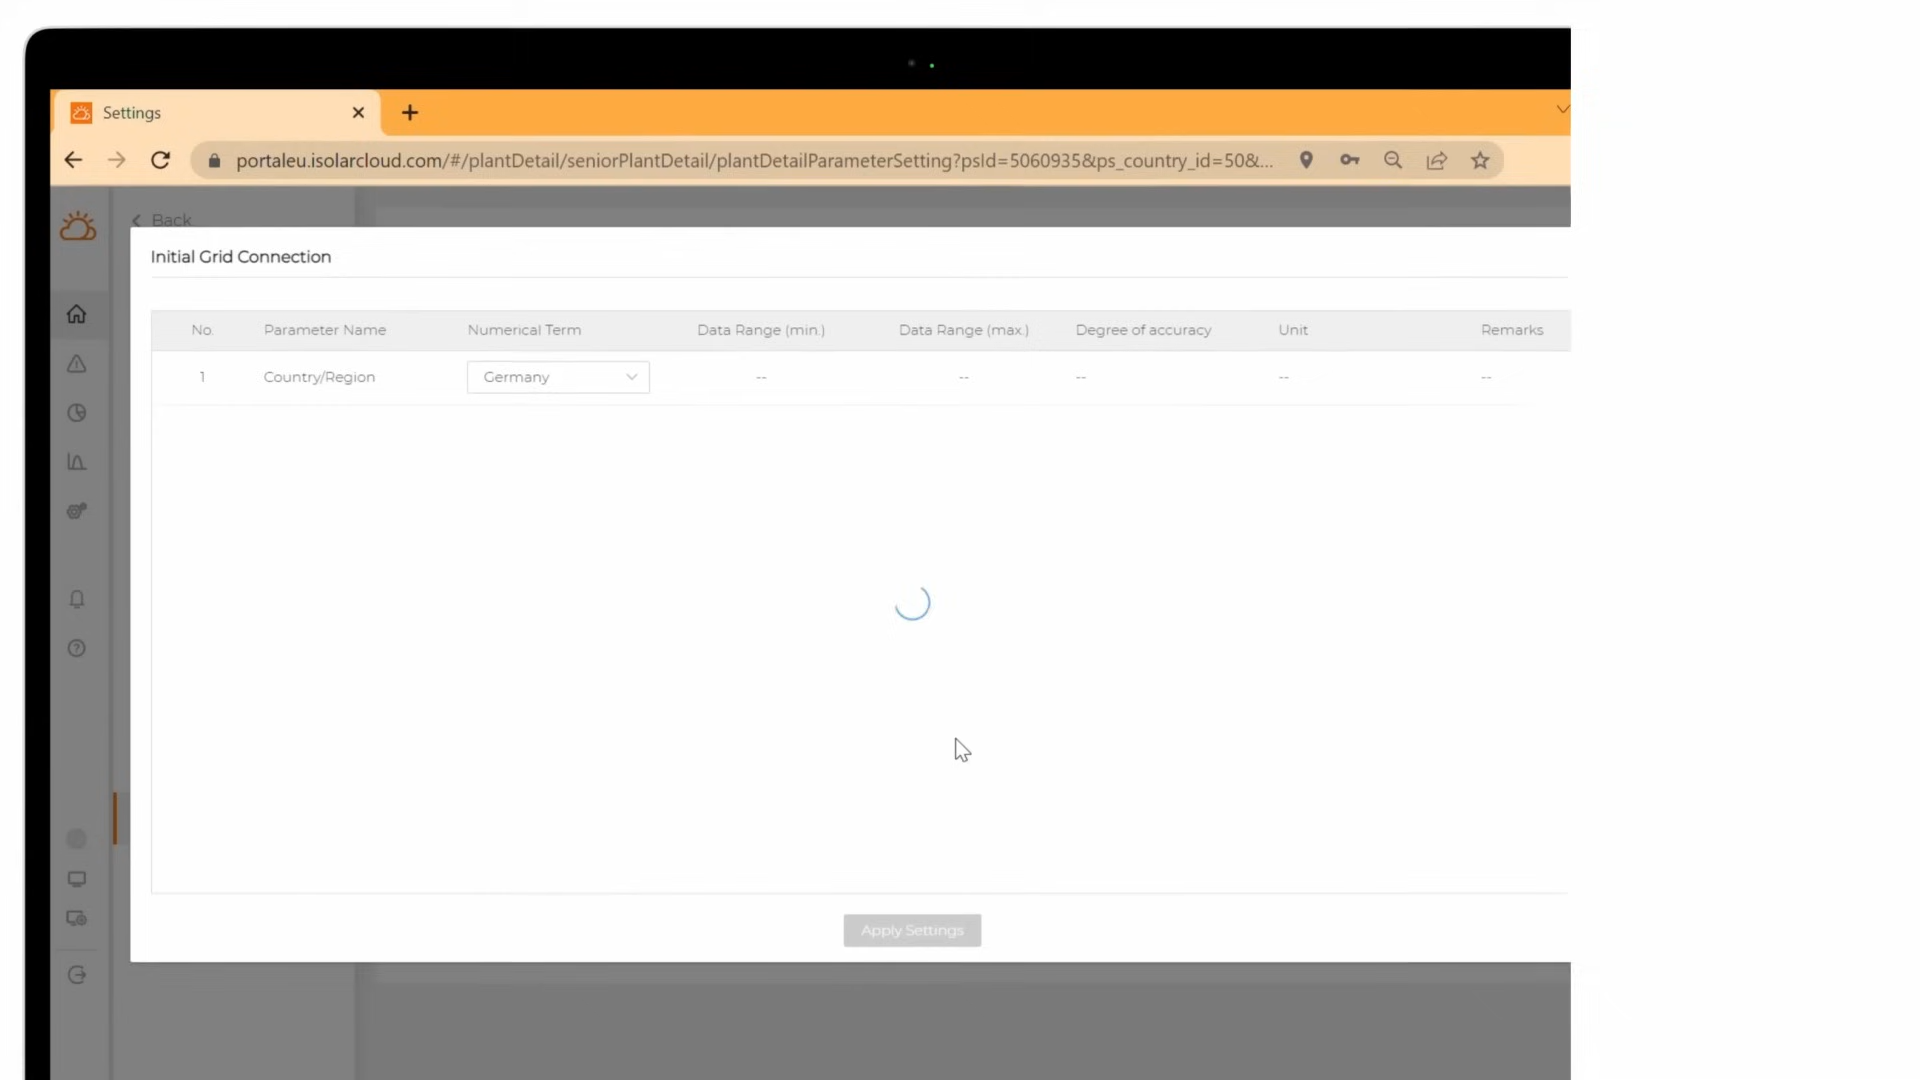 Settings
portaleu.isolarcloud.com/#/plantDetail/seniorPlantDetail/plantDetailParameterSetting?psId=5060935&ps_country_id=50&...
Back
Initial Grid Connection
No. Parameter Name Numerical Term Data Range (min.) Data Range (max.) Degree of accuracy Unit Remarks
1 Country/Region Germany -- -- -- -- --
Apply Settings